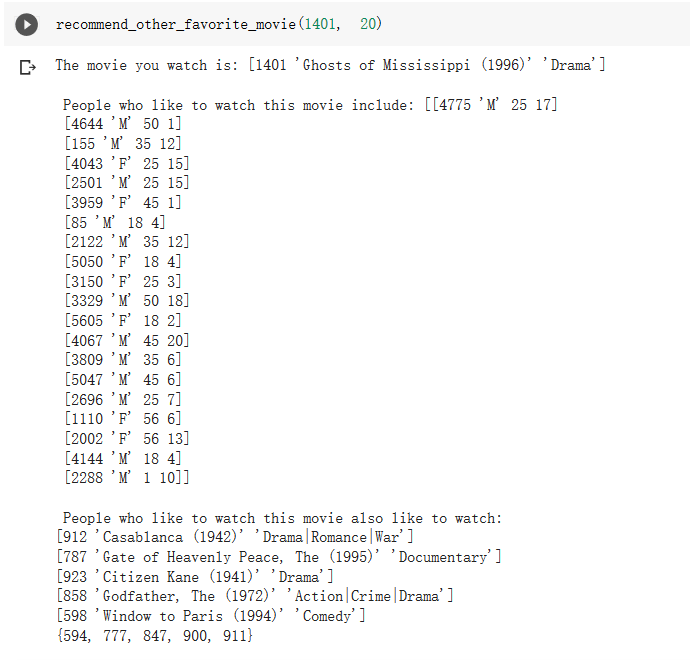 recommend_other_favorite_movie(1401, 20)
The movie you watch is: [1401 'Ghosts of Mississippi (1996)' 'Drama']
People who like to watch this movie include: [[4775 'M' 25 17]
[4644 'M' 50 1]
[155 'M' 35 12]
[4043 'F' 25 15]
[2501 'M' 25 15]
[3959 'F' 45 1]
[85 'M' 18 4]
[2122 'M' 35 12]
[5050 'F' 18 4]
[3150 'F' 25 3]
[3329 'M' 50 18]
[5605 'F' 18 2]
[4067 'M' 45 20]
[3809 'M' 35 6]
[5047 'M' 45 6]
[2696 'M' 25 7]
[1110 'F' 56 6]
[2002 'F' 56 13]
[4144 'M' 18 4]
[2288 'M' 1 10]]
People who like to watch this movie also like to watch:
[912 'Casablanca (1942)' 'Drama|Romance|War']
[787 'Gate of Heavenly Peace, The (1995)' 'Documentary']
[923 'Citizen Kane (1941)' 'Drama']
[858 'Godfather, The (1972)' 'Action|Crime|Drama']
[598 'Window to Paris (1994)' 'Comedy']
{594, 777, 847, 900, 911}